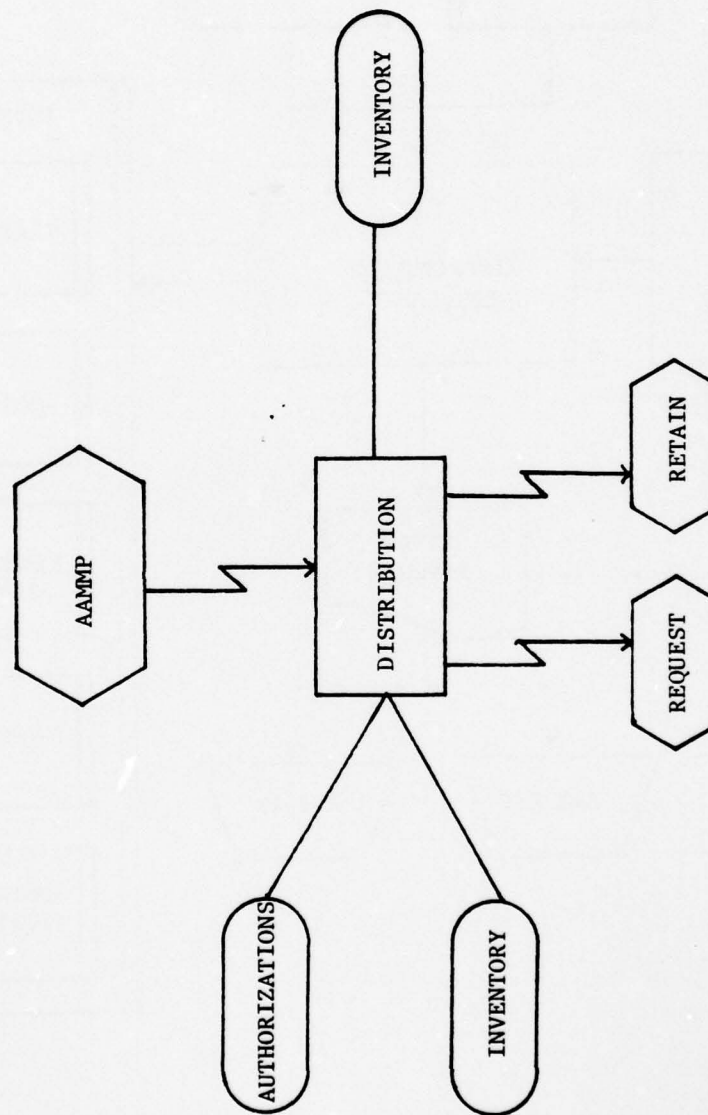 INVENTORY
AAMMP
DISTRIBUTION
RETAIN
REQUEST
AUTHORIZATIONS
INVENTORY